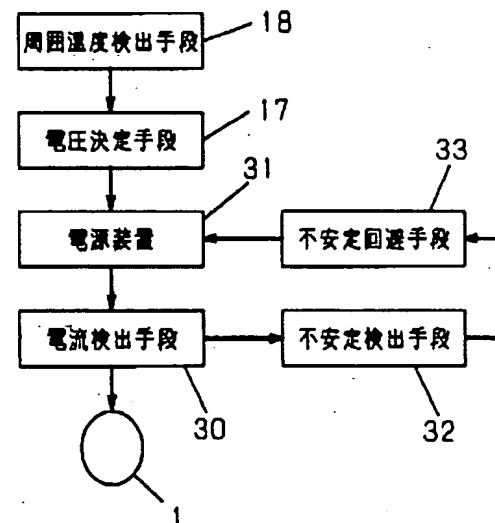 18
周囲温度検出手段
17
電圧決定手段
31
33
電源装置
不安定回避手段
電流検出手段
不安定検出手段
30
32
1